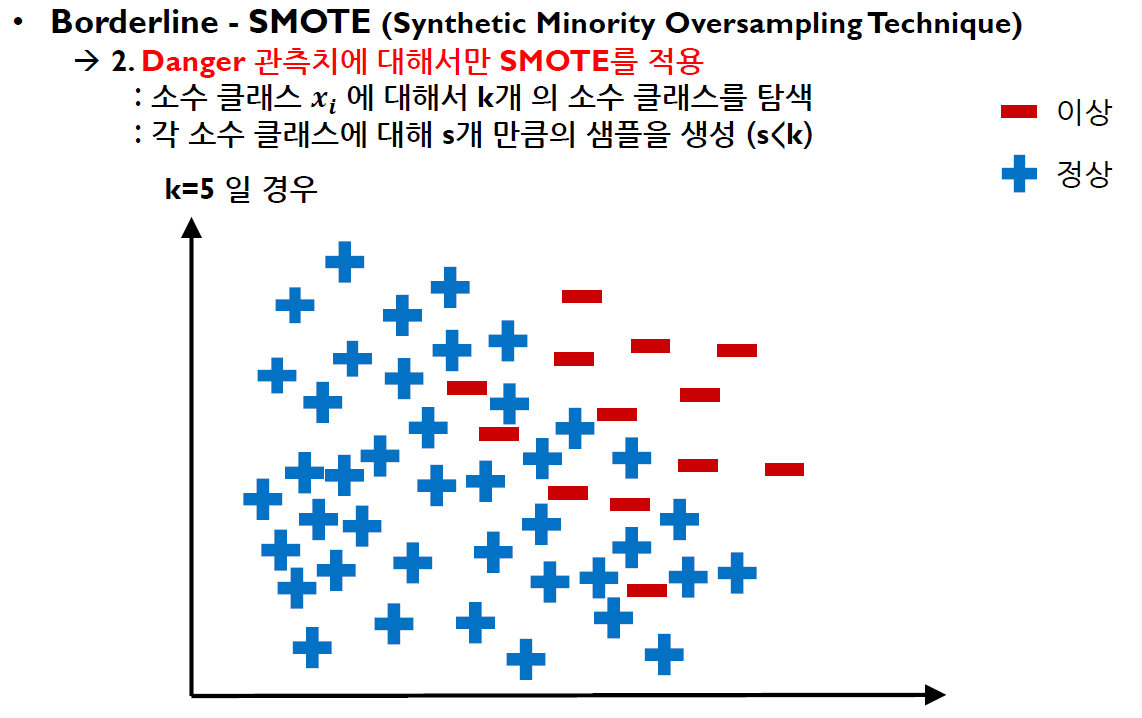 • Borderline - SMOTE (Synthetic Minority Oversampling Technique)
→ 2. Danger 관측치에 대해서만 SMOTE를 적용
: 소수 클래스 𝒙𝒊 에 대해서 k개 의 소수 클래스를 탐색
: 각 소수 클래스에 대해 s개 만큼의 샘플을 생성 (s<k)
이상
정상
k=5 일 경우